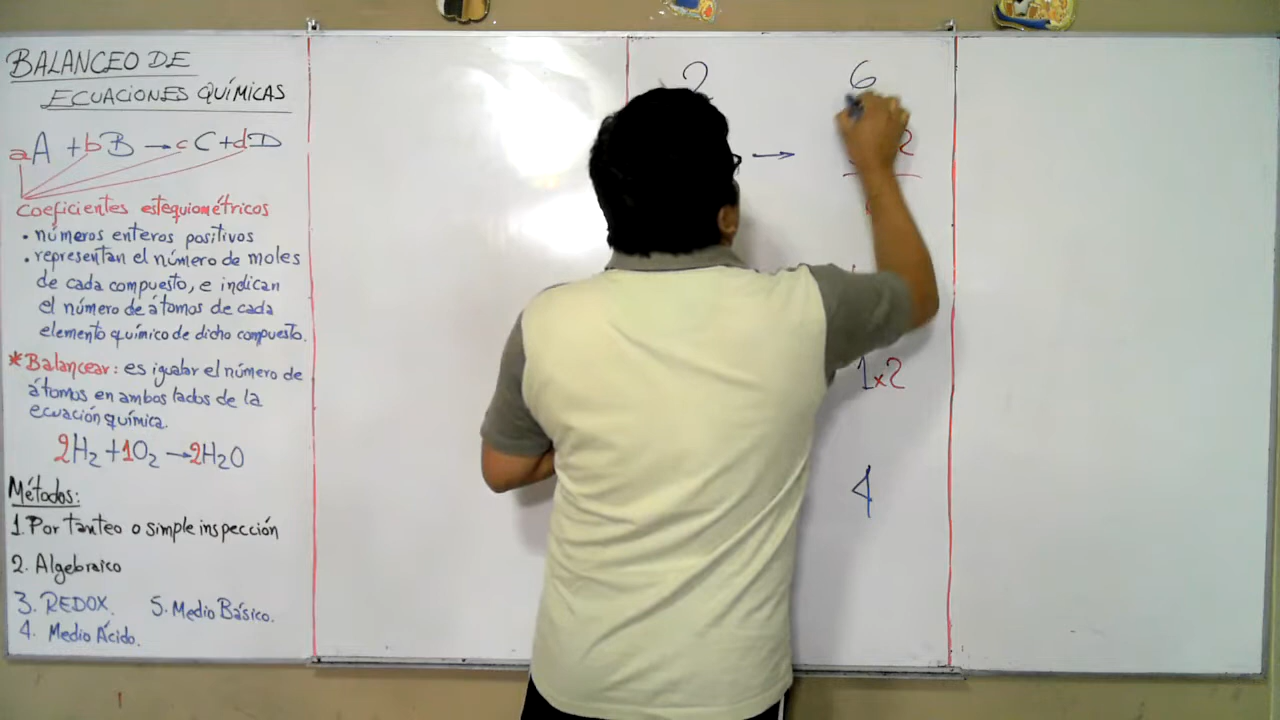 BALANCEO DE
ECUACIONES QUÍMICAS
aA + bB → cC + dD
Coeficientes estequiométricos
• números enteros positivos
• representan el número de moles
de cada compuesto, e indican
el número de átomos de cada
elemento químico de dicho compuesto.
*Balancear: es igualar el número de
átomos en ambos lados de la
ecuación química.
2H2 + 1O2 → 2H2O
Métodos:
1. Por tanteo o simple inspección
2. Algebraico
3. REDOX. 5. Medio Básico.
4. Medio Ácido.
2 6
→ 2
1x2
4